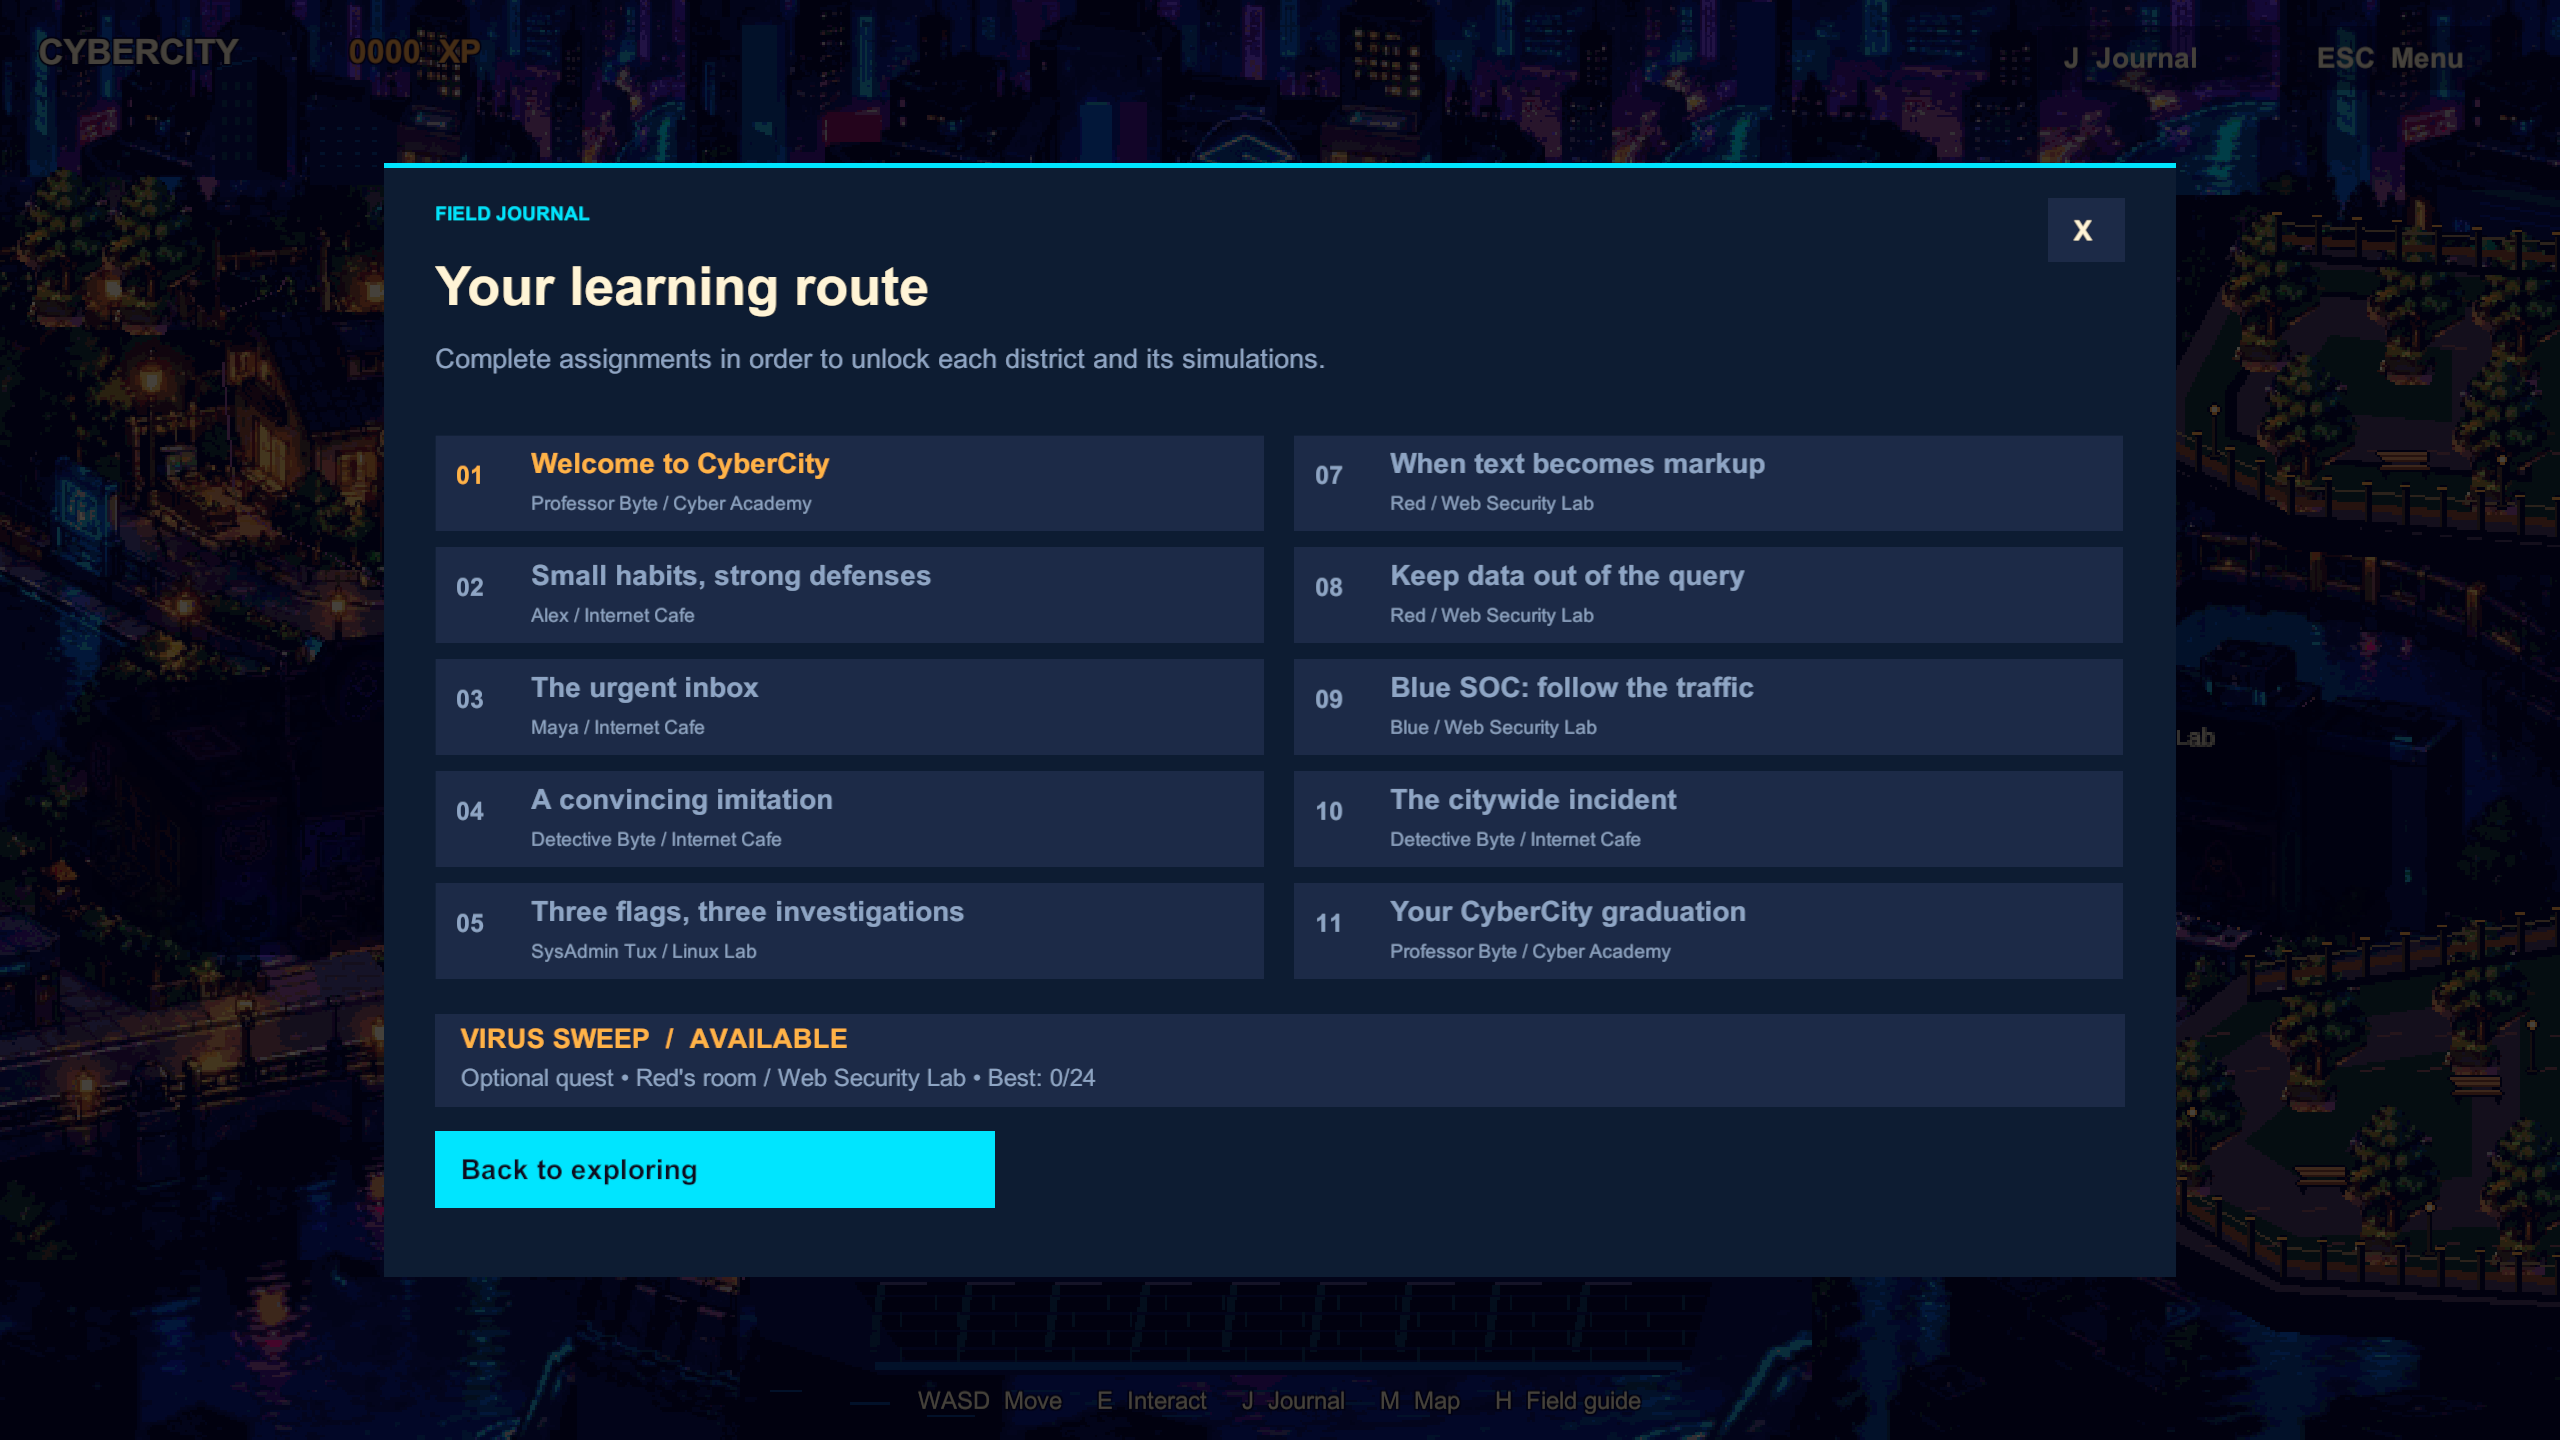 CYBERCITY
0000 XP
J Journal
ESC Menu
FIELD JOURNAL
X
Your learning route
Complete assignments in order to unlock each district and its simulations.
01
Welcome to CyberCity
Professor Byte / Cyber Academy
02
Small habits, strong defenses
Alex / Internet Cafe
03
The urgent inbox
Maya / Internet Cafe
04
A convincing imitation
Detective Byte / Internet Cafe
05
Three flags, three investigations
SysAdmin Tux / Linux Lab
07
When text becomes markup
Red / Web Security Lab
08
Keep data out of the query
Red / Web Security Lab
09
Blue SOC: follow the traffic
Blue / Web Security Lab
10
The citywide incident
Detective Byte / Internet Cafe
11
Your CyberCity graduation
Professor Byte / Cyber Academy
Lab
VIRUS SWEEP / AVAILABLE
Optional quest • Red's room / Web Security Lab • Best: 0/24
Back to exploring
WASD Move E Interact J Journal M Map H Field guide